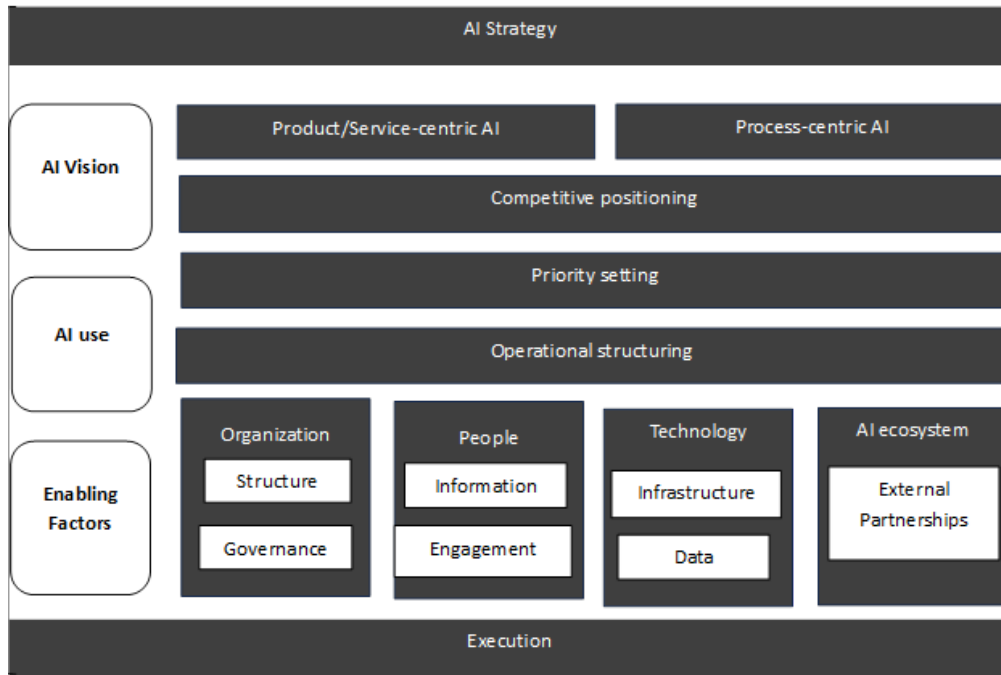 AI Strategy
AI Vision
Product/Service-centric AI
Process-centric AI
Competitive positioning
AI use
Priority setting
Operational structuring
Enabling
Factors
Organization
Structure
Governance
People
Information
Engagement
Technology
Infrastructure
Data
AI ecosystem
External
Partnerships
Execution